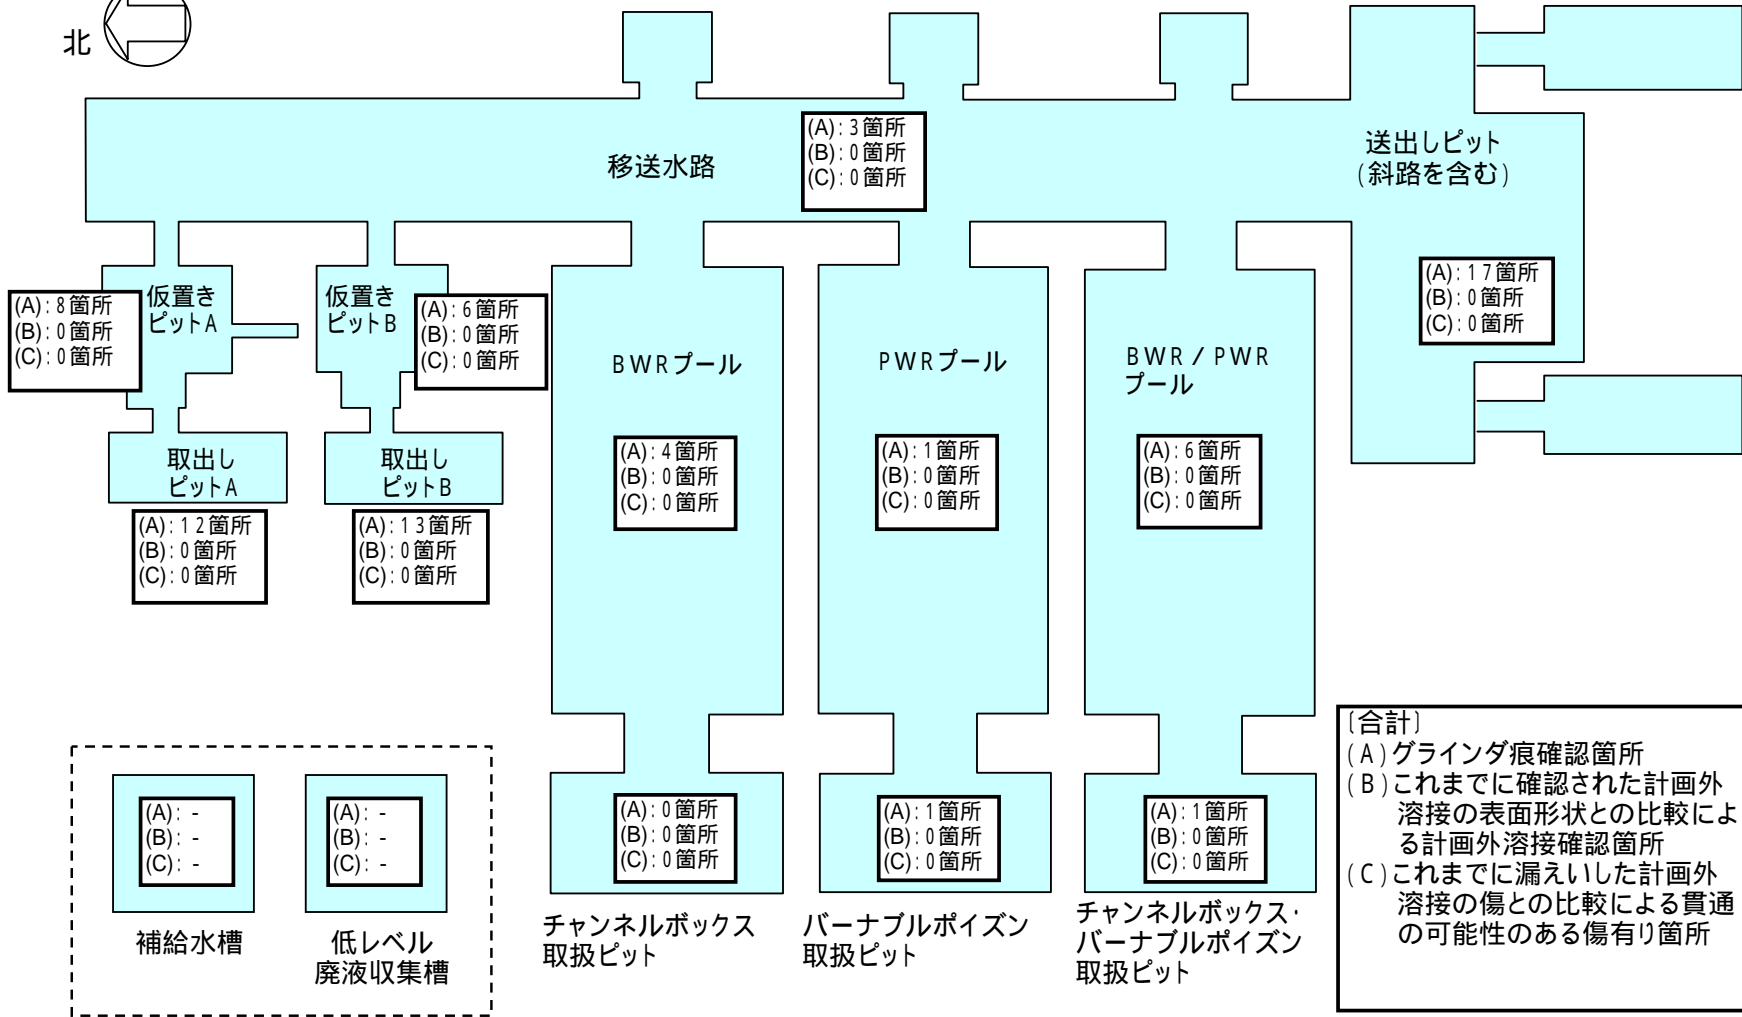 北
移送水路
(A):3箇所
(B):0箇所
(C):0箇所
送出しピット
(斜路を含む)
(A):17箇所
(B):0箇所
(C):0箇所
(A):8箇所
(B):0箇所
(C):0箇所
仮置き
ピットA
仮置き
ピットB
(A):6箇所
(B):0箇所
(C):0箇所
BWRプール
PWRプール
BWR/PWR
プール
取出し
ピットA
取出し
ピットB
(A):12箇所
(B):0箇所
(C):0箇所
(A):13箇所
(B):0箇所
(C):0箇所
(A):4箇所
(B):0箇所
(C):0箇所
(A):1箇所
(B):0箇所
(C):0箇所
(A):6箇所
(B):0箇所
(C):0箇所
(A): -
(B): -
(C): -
補給水槽
(A): -
(B): -
(C): -
低レベル
廃液収集槽
(A):0箇所
(B):0箇所
(C):0箇所
チャンネルボックス
取扱ピット
(A):1箇所
(B):0箇所
(C):0箇所
バーナブルポイズン
取扱ピット
(A):1箇所
(B):0箇所
(C):0箇所
チャンネルボックス・
バーナブルポイズン
取扱ピット
〔合計〕
(A)グラインダ痕確認箇所
(B)これまでに確認された計画外
溶接の表面形状との比較によ
る計画外溶接確認箇所
(C)これまでに漏えいした計画外
溶接の傷との比較による貫通
の可能性のある傷有り箇所